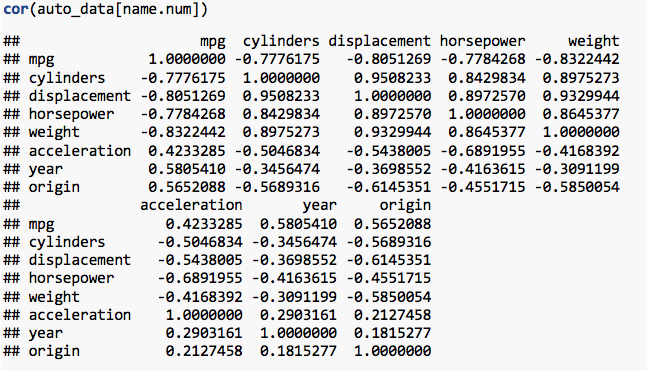 cor(auto_data[name.num])
##                     mpg  cylinders displacement horsepower     weight
## mpg           1.0000000 -0.7776175   -0.8051269 -0.7784268 -0.8322442
## cylinders    -0.7776175  1.0000000    0.9508233  0.8429834  0.8975273
## displacement -0.8051269  0.9508233    1.0000000  0.8972570  0.9329944
## horsepower   -0.7784268  0.8429834    0.8972570  1.0000000  0.8645377
## weight       -0.8322442  0.8975273    0.9329944  0.8645377  1.0000000
## acceleration  0.4233285 -0.5046834   -0.5438005 -0.6891955 -0.4168392
## year          0.5805410 -0.3456474   -0.3698552 -0.4163615 -0.3091199
## origin        0.5652088 -0.5689316   -0.6145351 -0.4551715 -0.5850054
##              acceleration       year     origin
## mpg             0.4233285  0.5805410  0.5652088
## cylinders      -0.5046834 -0.3456474 -0.5689316
## displacement   -0.5438005 -0.3698552 -0.6145351
## horsepower     -0.6891955 -0.4163615 -0.4551715
## weight         -0.4168392 -0.3091199 -0.5850054
## acceleration    1.0000000  0.2903161  0.2127458
## year            0.2903161  1.0000000  0.1815277
## origin          0.2127458  0.1815277  1.0000000